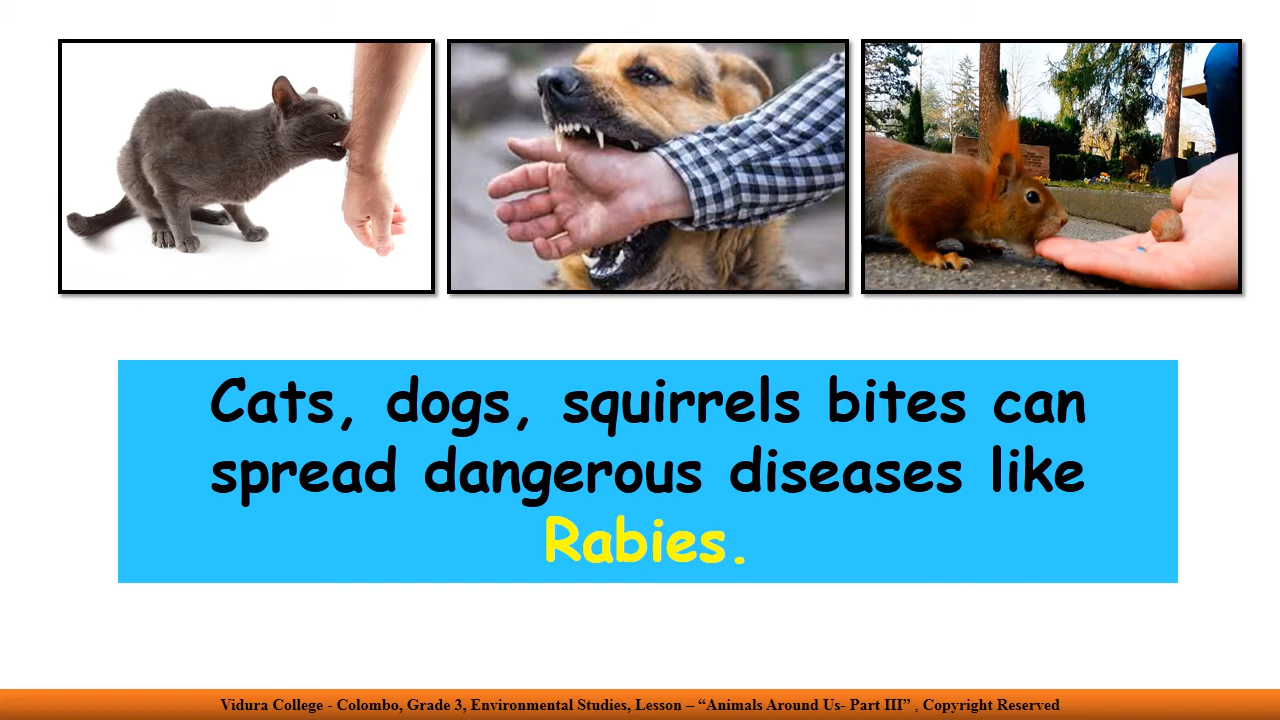 Cats, dogs, squirrels bites can
spread dangerous diseases like
Rabies.
Vidura College - Colombo, Grade 3, Environmental Studies, Lesson – “Animals Around Us- Part III” , Copyright Reserved